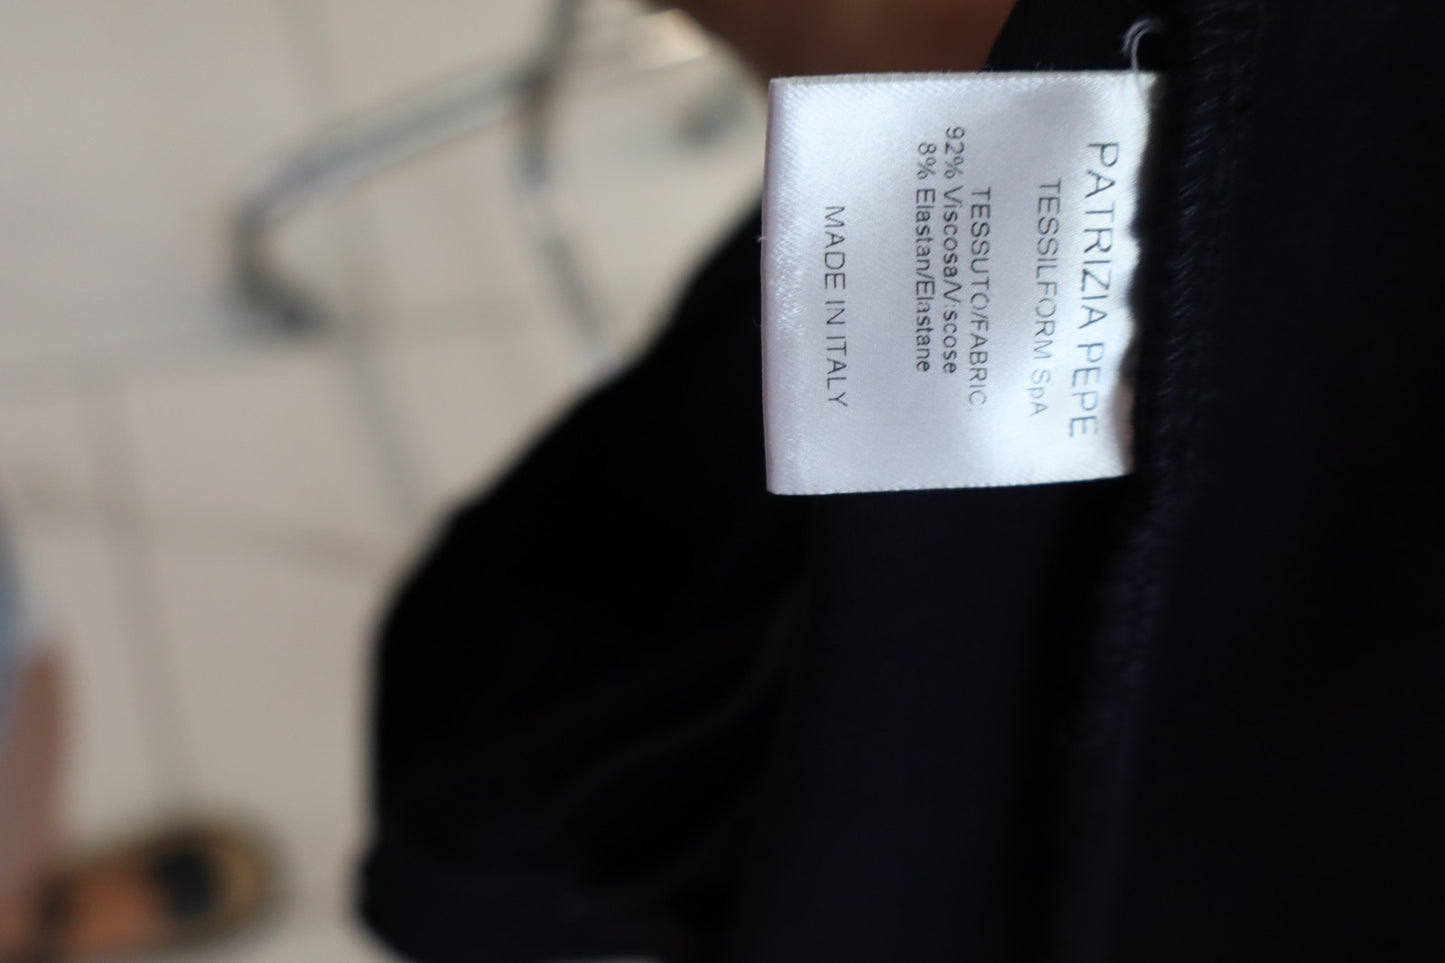 PATRIZIA PEPE
TESSILFORM SpA
TESSUTO/FABRIC:
92% Viscosa/Viscose
8% Elastan/Elastane
MADE IN ITALY